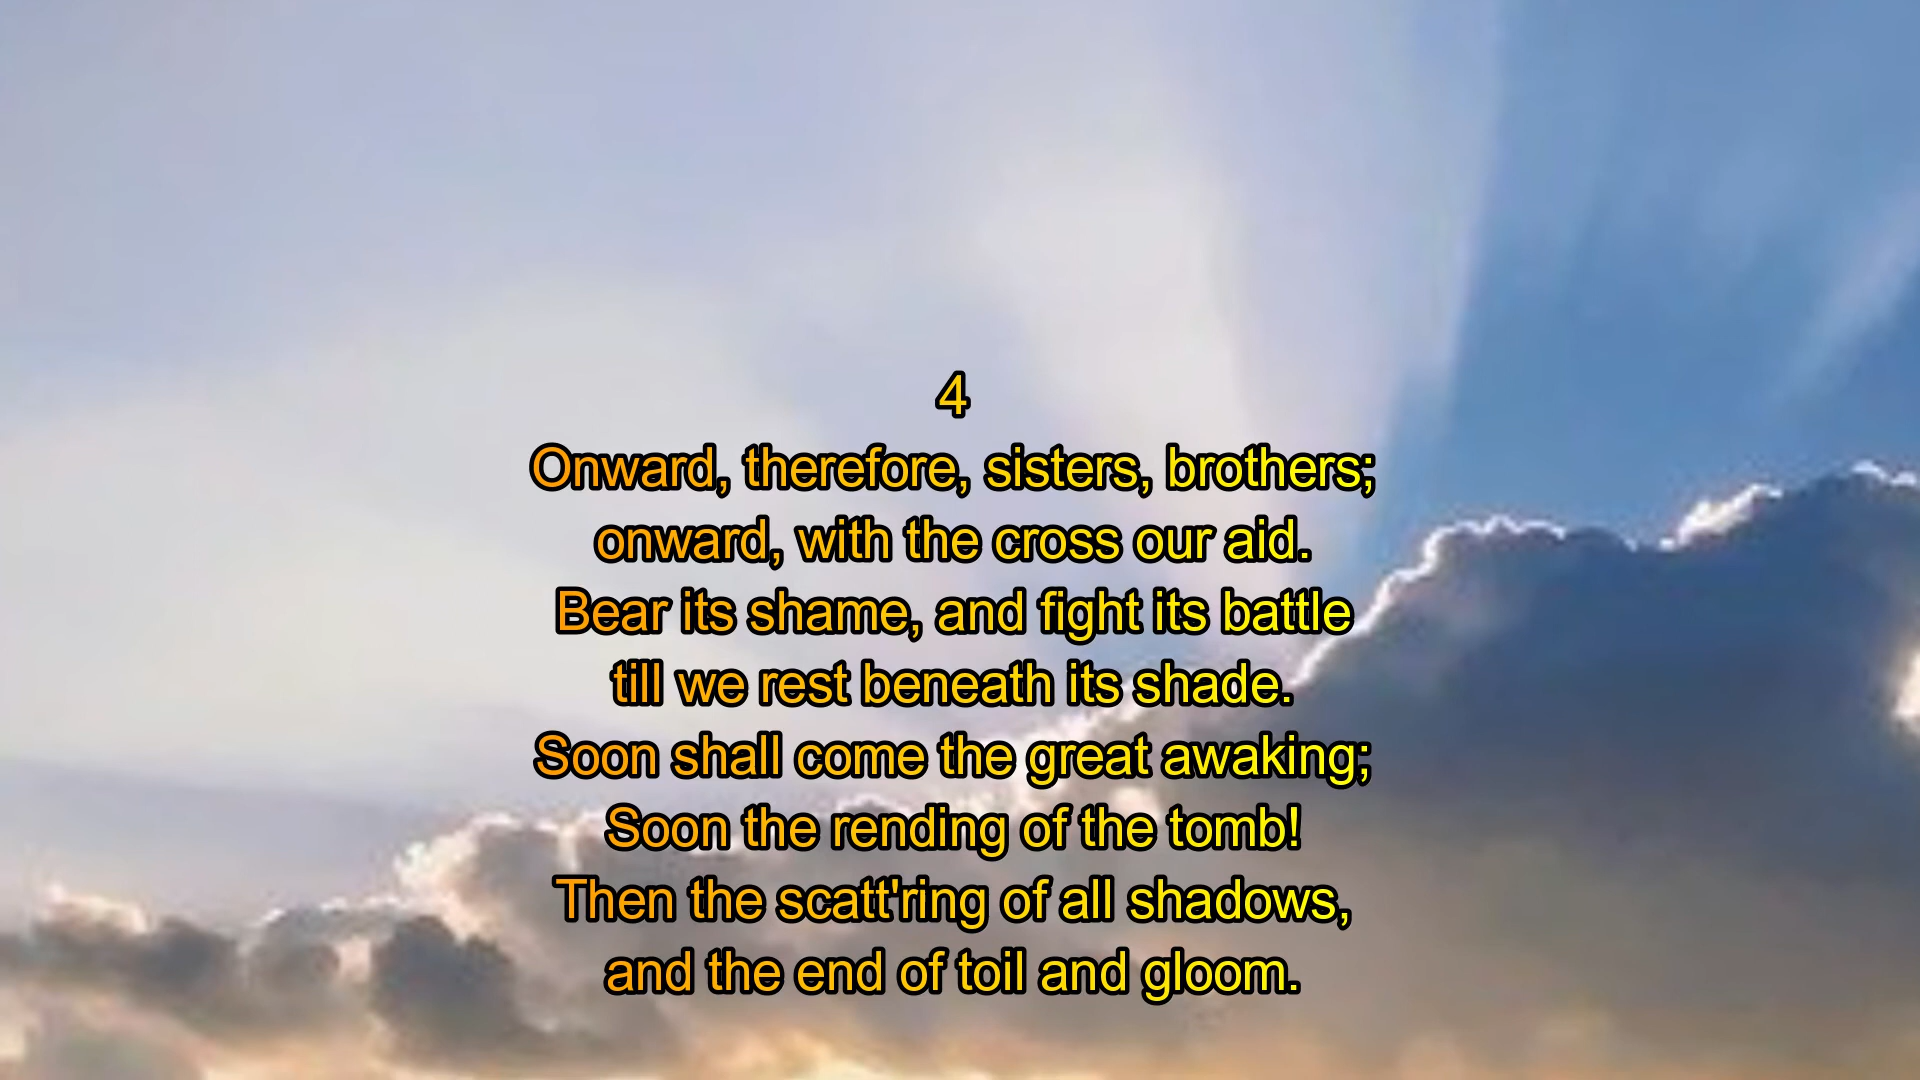 4
Onward, therefore, sisters, brothers;
onward, with the cross our aid.
Bear its shame, and fight its battle
till we rest beneath its shade.
Soon shall come the great awaking;
Soon the rending of the tomb!
Then the scatt'ring of all shadows,
and the end of toil and gloom.